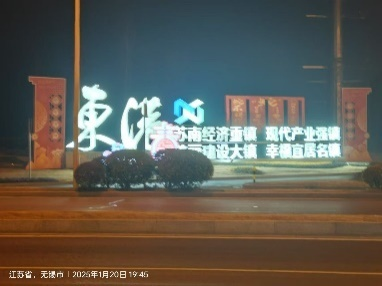 東港
苏南经济重镇 现代产业强镇
建设大镇 幸福宜居名镇
江苏省，无锡市 | 2025年1月20日 19:45